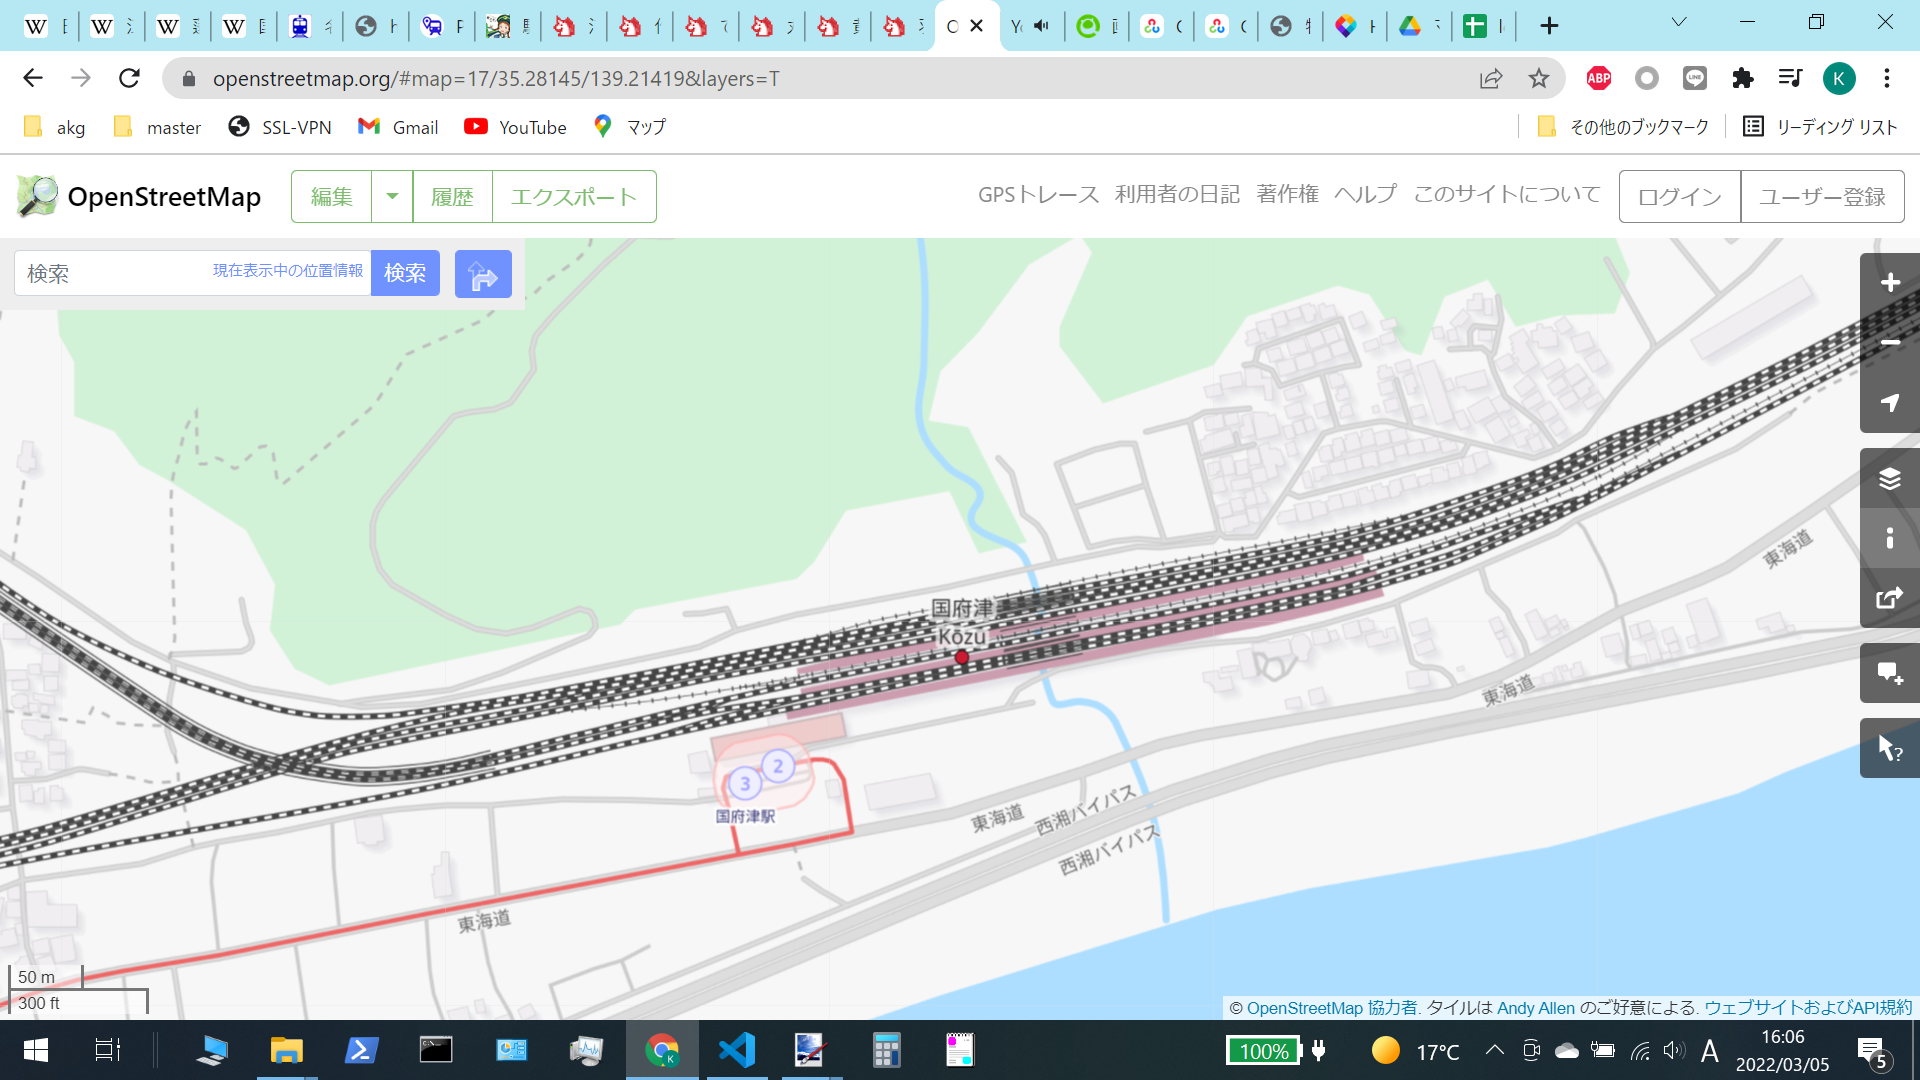 openstreetmap.org/#map=17/35.28145/139.21419&layers=T
ABP
LINE
K
akg
master
SSL-VPN
Gmail
YouTube
マップ
その他のブックマーク
リーディング リスト
OpenStreetMap
編集
履歴
エクスポート
GPSトレース
利用者の日記
著作権
ヘルプ
このサイトについて
ログイン
ユーザー登録
検索
現在表示中の位置情報
検索
東海道
国府津
Kōzu
東海道
2
3
国府津駅
東海道
西湘バイパス
西湘バイパス
東海道
50 m
300 ft
© OpenStreetMap 協力者. タイルは Andy Allen のご好意による. ウェブサイトおよびAPI規約
100%
17°C
A
16:06
2022/03/05
5